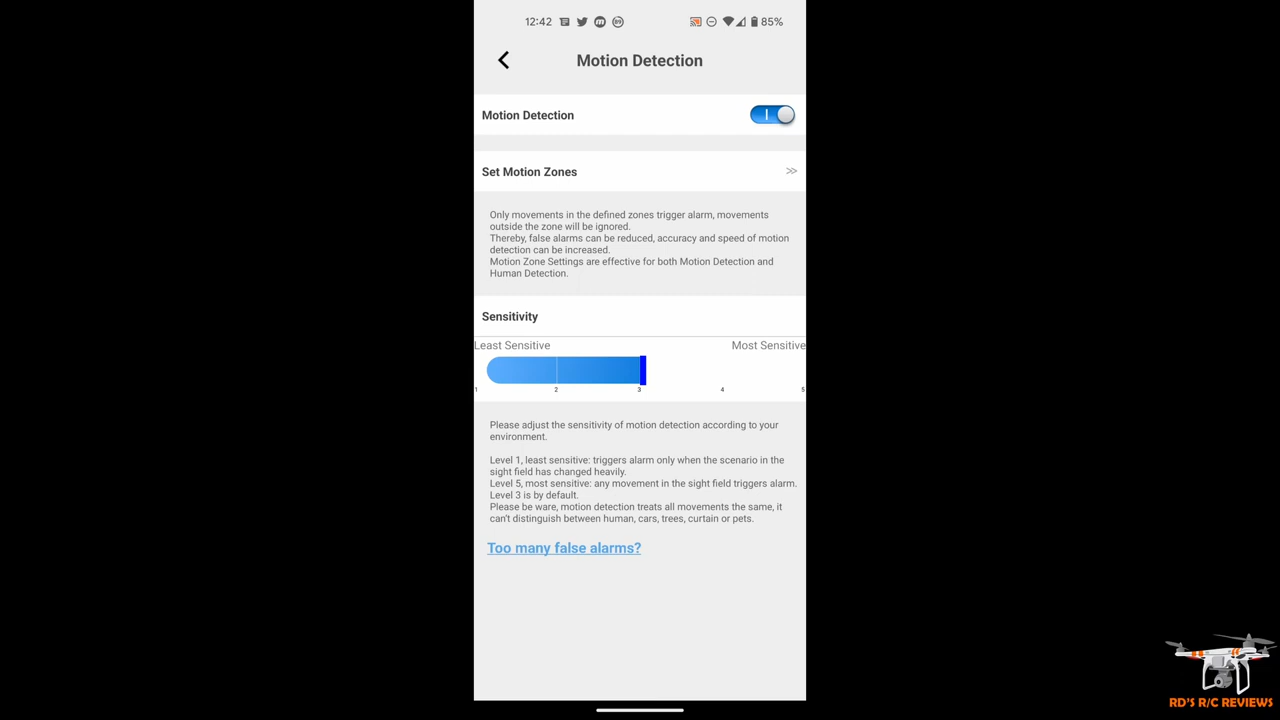 12:42
85%
Motion Detection
Motion Detection
Set Motion Zones
>>
Only movements in the defined zones trigger alarm, movements
outside the zone will be ignored.
Thereby, false alarms can be reduced, accuracy and speed of motion
detection can be increased.
Motion Zone Settings are effective for both Motion Detection and
Human Detection.
Sensitivity
Least Sensitive Most Sensitive
1 2 3 4 5
Please adjust the sensitivity of motion detection according to your
environment.
Level 1, least sensitive: triggers alarm only when the scenario in the
sight field has changed heavily.
Level 5, most sensitive: any movement in the sight field triggers alarm.
Level 3 is by default.
Please be ware, motion detection treats all movements the same, it
can't distinguish between human, cars, trees, curtain or pets.
Too many false alarms?
RD'S R/C REVIEWS